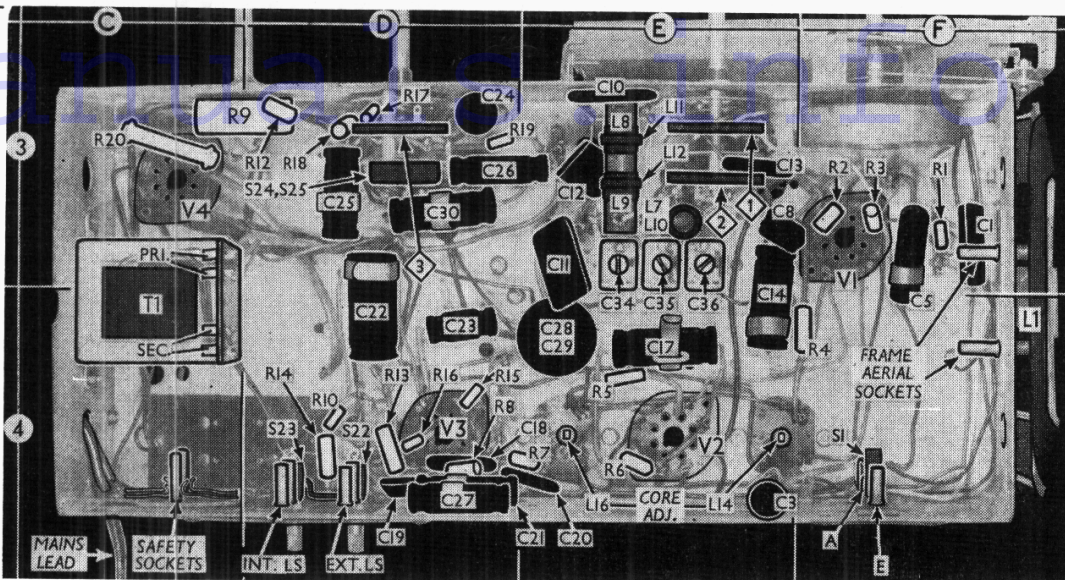 C D E F
3
4
anuals.info
R9
R17
C24
C10
L8
L11
R20
R12
R18
R19
L12
S24,S25
C26
C12
C13
R2
R3
R1
V4
C25
C30
L9
L7
L10
2
1
C8
C1
PRI.
3
C11
V1
C5
T1
C22
C34
C35
C36
C14
L1
SEC.
C23
C28
C29
C17
R4
FRAME
AERIAL
SOCKETS
R14
R10
R13
R16
R15
R5
S23
S22
V3
R8
C18
R7
R6
V2
S1
C27
C19
C21
C20
L16
CORE
ADJ.
L14
C3
MAINS
LEAD
SAFETY
SOCKETS
INT. LS
EXT. LS
A
E